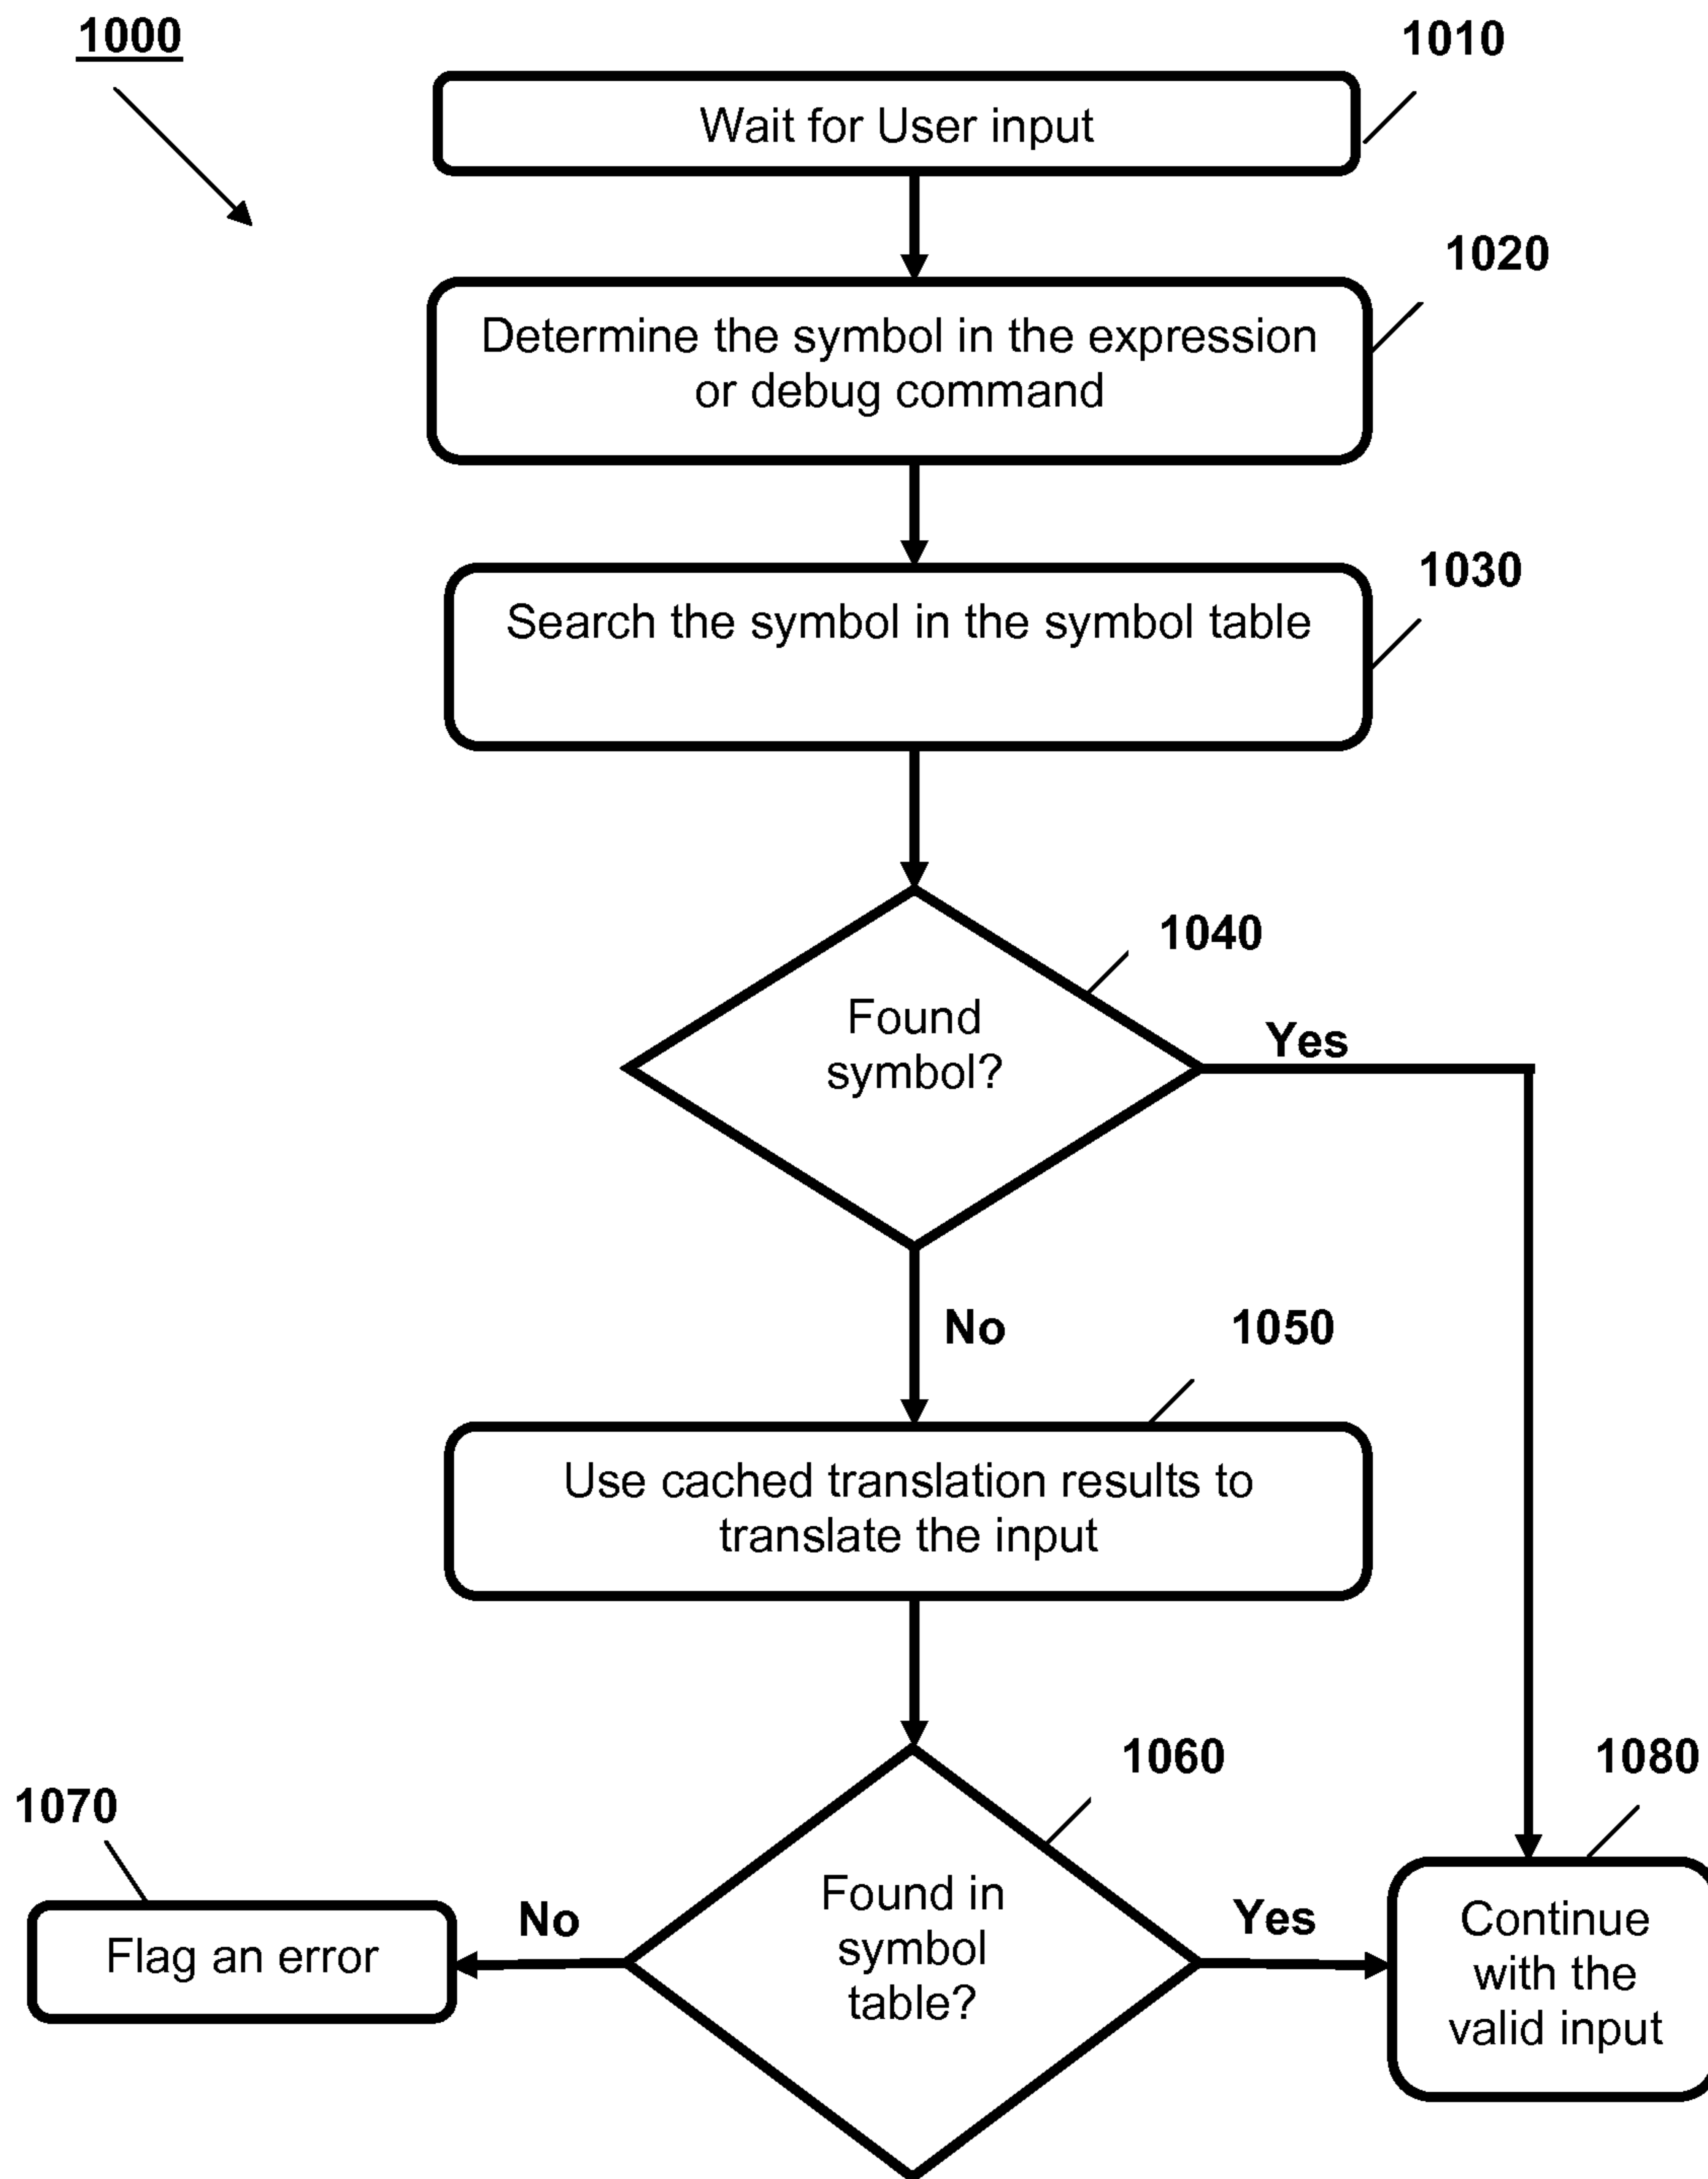 1000
1010
Wait for User input
1020
Determine the symbol in the expression
or debug command
1030
Search the symbol in the symbol table
1040
Found
symbol?
Yes
No
1050
Use cached translation results to
translate the input
1060
1080
1070
Found in
symbol
table?
No
Yes
Flag an error
Continue
with the
valid input